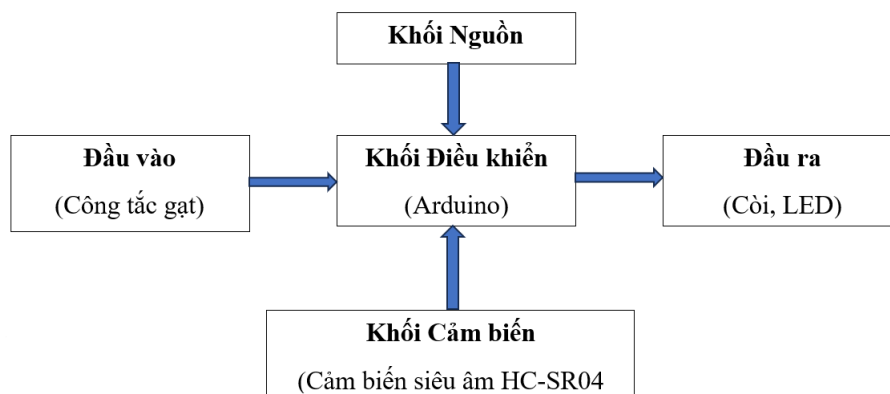 Khối Nguồn
Đầu vào
(Công tắc gạt)
Khối Điều khiển
(Arduino)
Đầu ra
(Còi, LED)
Khối Cảm biến
(Cảm biến siêu âm HC-SR04